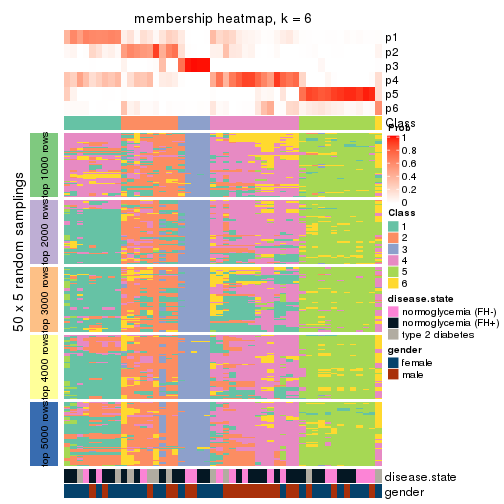 membership heatmap, k = 6
p1
p2
p3
p4
p5
p6
Class
50 x 5 random samplings
top 1000 rows
top 2000 rows
top 3000 rows
top 4000 rows
top 5000 rows
disease.state
gender
Prob
1
0.8
0.6
0.4
0.2
0
Class
1
2
3
4
5
6
disease.state
normoglycemia (FH-)
normoglycemia (FH+)
type 2 diabetes
gender
female
male